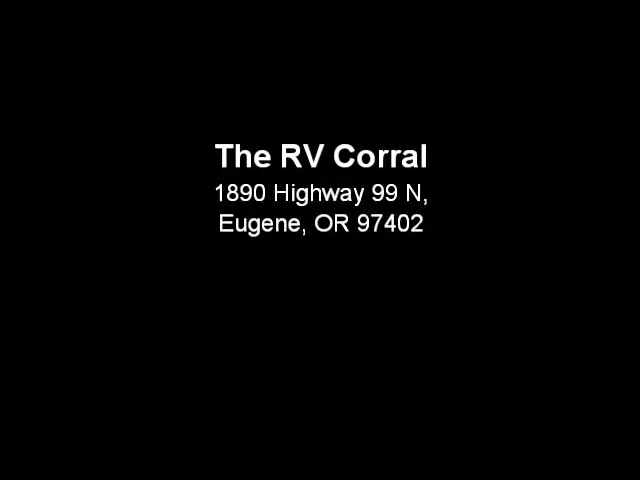 The RV Corral
1890 Highway 99 N,
Eugene, OR 97402